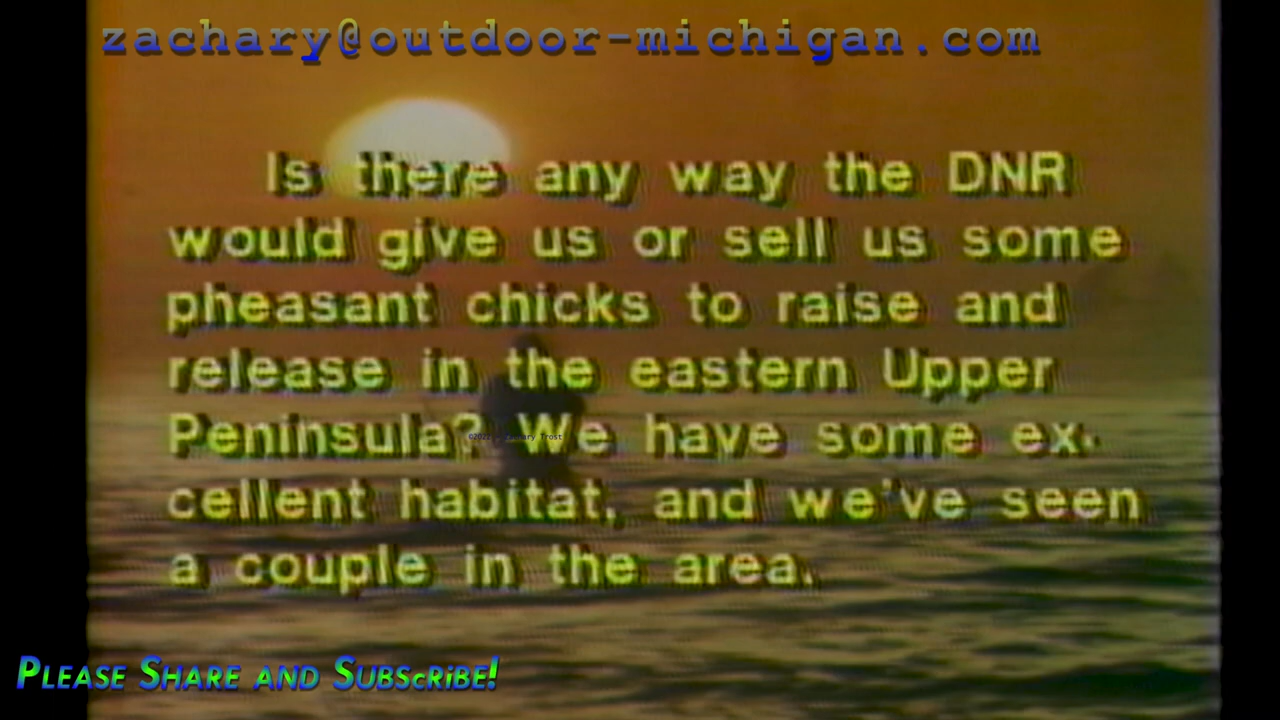 zachary@outdoor-michigan.com
Is there any way the DNR
would give us or sell us some
pheasant chicks to raise and
release in the eastern Upper
Peninsula? We have some ex-
cellent habitat, and we've seen
a couple in the area.
Zachary Trost
Please Share and Subscribe!